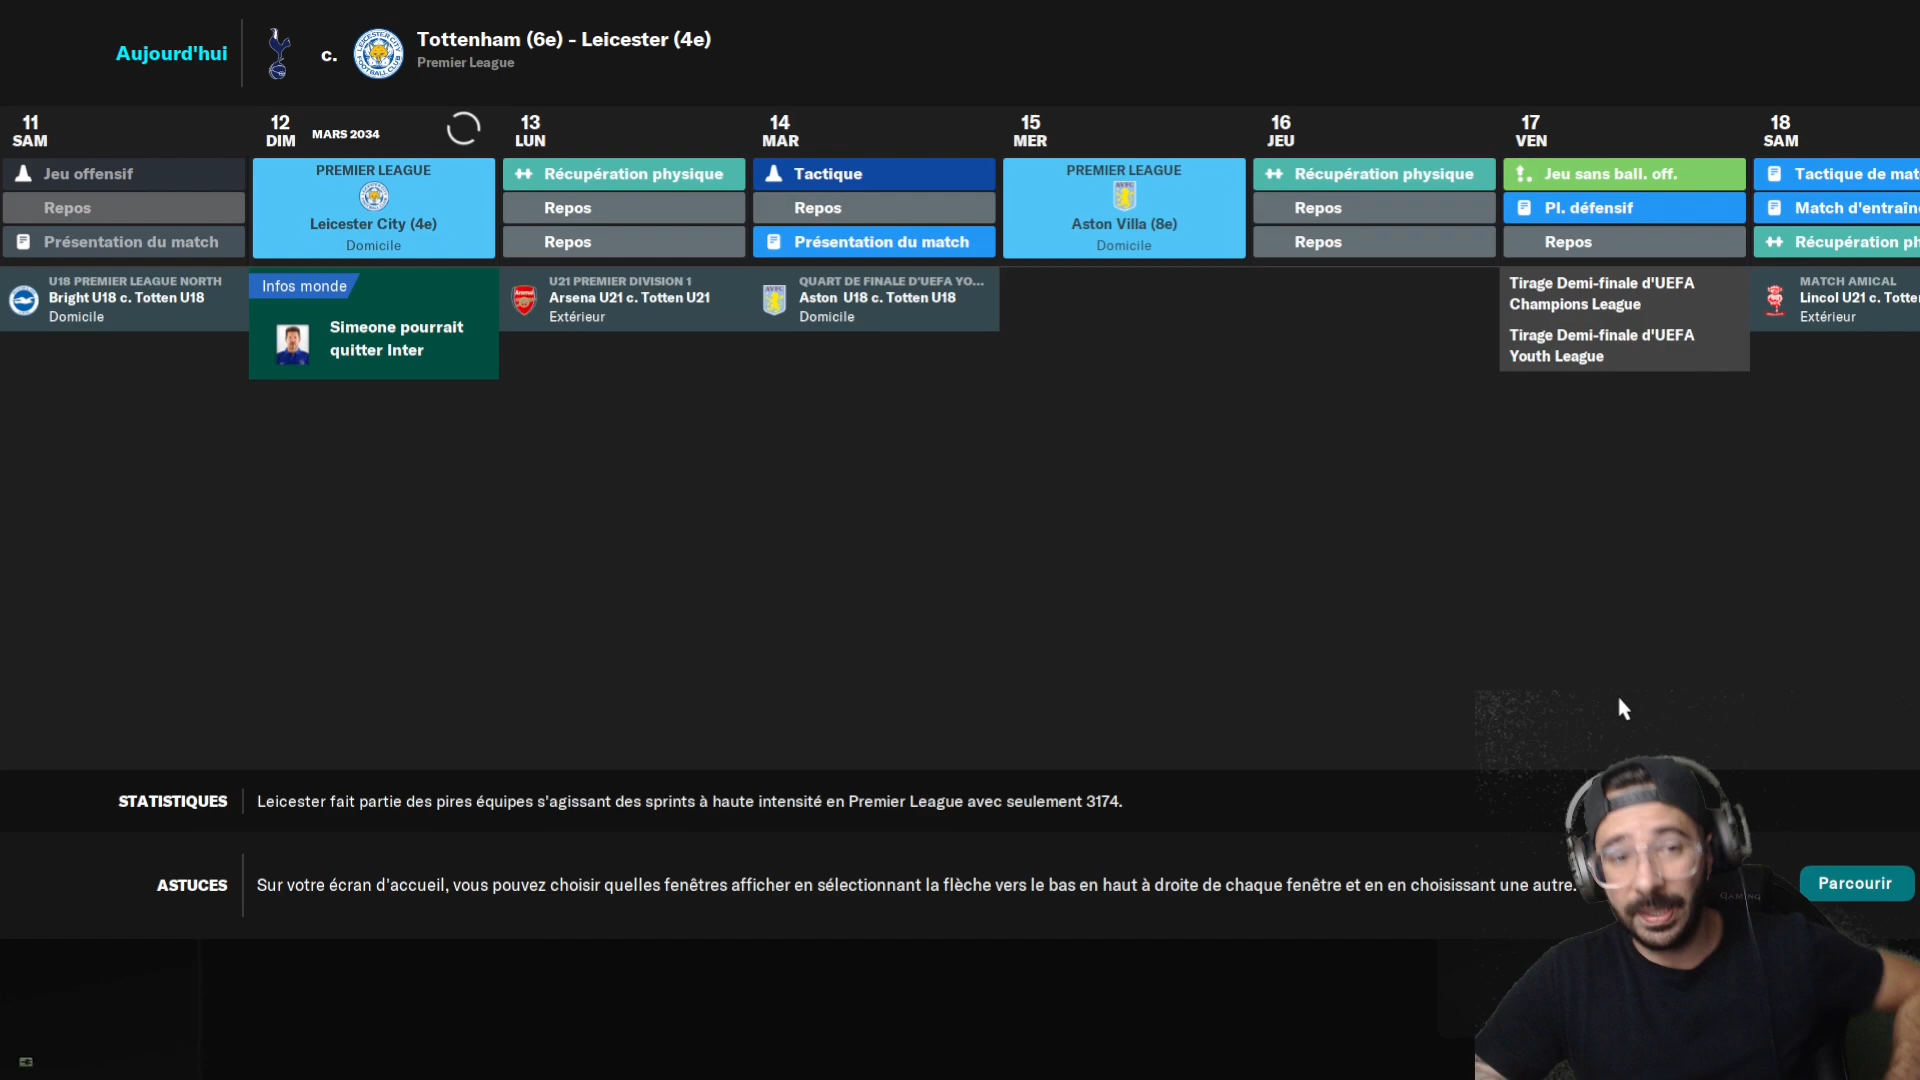 Aujourd'hui
c.
Tottenham (6e) - Leicester (4e)
Premier League
11
SAM
12
DIM
MARS 2034
13
LUN
14
MAR
15
MER
16
JEU
17
VEN
18
SAM
Jeu offensif
Repos
Présentation du match
PREMIER LEAGUE
Leicester City (4e)
Domicile
Récupération physique
Repos
Repos
Tactique
Repos
Présentation du match
PREMIER LEAGUE
Aston Villa (8e)
Domicile
Récupération physique
Repos
Repos
Jeu sans ball. off.
Pl. défensif
Repos
Tactique de mat
Match d'entraîne
Récupération ph
U18 PREMIER LEAGUE NORTH
Bright U18 c. Totten U18
Domicile
Infos monde
Simeone pourrait
quitter Inter
U21 PREMIER DIVISION 1
Arsena U21 c. Totten U21
Extérieur
QUART DE FINALE D'UEFA YO...
Aston U18 c. Totten U18
Domicile
Tirage Demi-finale d'UEFA
Champions League
Tirage Demi-finale d'UEFA
Youth League
MATCH AMICAL
Lincol U21 c. Totten
Extérieur
STATISTIQUES
Leicester fait partie des pires équipes s'agissant des sprints à haute intensité en Premier League avec seulement 3174.
ASTUCES
Sur votre écran d'accueil, vous pouvez choisir quelles fenêtres afficher en sélectionnant la flèche vers le bas en haut à droite de chaque fenêtre et en en choisissant une autre.
Parcourir
GAMING